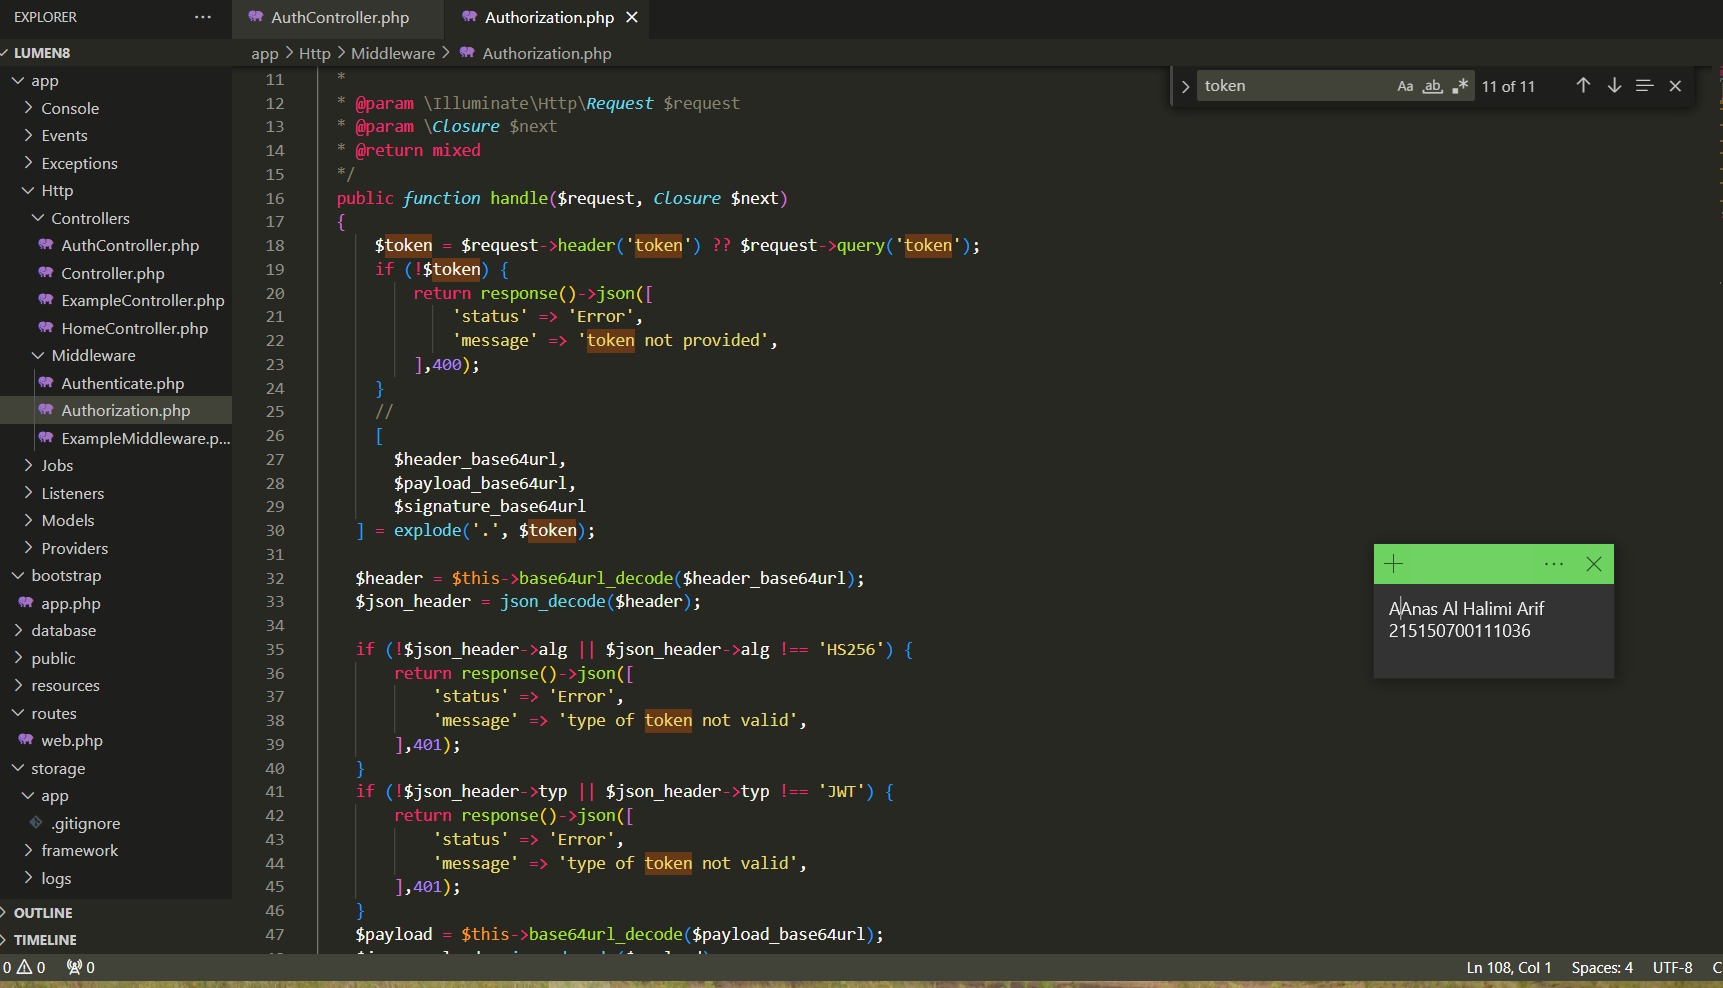 EXPLORER
···
AuthController.php
Authorization.php
LUMEN8
app > Http > Middleware > Authorization.php
app
Console
Events
Exceptions
Http
Controllers
AuthController.php
Controller.php
ExampleController.php
HomeController.php
Middleware
Authenticate.php
Authorization.php
ExampleMiddleware.p...
Jobs
Listeners
Models
Providers
bootstrap
app.php
database
public
resources
routes
web.php
storage
app
.gitignore
framework
logs
OUTLINE
TIMELINE
token
Aa
ab
.*
11 of 11
11 *
12 * @param \Illuminate\Http\Request $request
13 * @param \Closure $next
14 * @return mixed
15 */
16 public function handle($request, Closure $next)
17 {
18 $token = $request->header('token') ?? $request->query('token');
19 if (!$token) {
20 return response()->json([
21 'status' => 'Error',
22 'message' => 'token not provided',
23 ],400);
24 }
25 //
26 [
27 $header_base64url,
28 $payload_base64url,
29 $signature_base64url
30 ] = explode('.', $token);
31
32 $header = $this->base64url_decode($header_base64url);
33 $json_header = json_decode($header);
34
35 if (!$json_header->alg || $json_header->alg !== 'HS256') {
36 return response()->json([
37 'status' => 'Error',
38 'message' => 'type of token not valid',
39 ],401);
40 }
41 if (!$json_header->typ || $json_header->typ !== 'JWT') {
42 return response()->json([
43 'status' => 'Error',
44 'message' => 'type of token not valid',
45 ],401);
46 }
47 $payload = $this->base64url_decode($payload_base64url);
AAnas Al Halimi Arif
215150700111036
0
0
0
Ln 108, Col 1
Spaces: 4
UTF-8